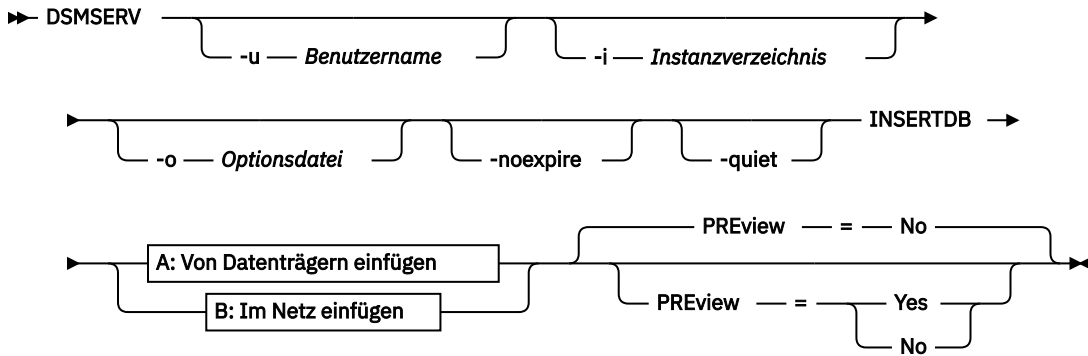 DSMSERV
-u Benutzername
-i Instanzverzeichnis
-o Optionsdatei
-noexpire
-quiet
INSERTDB
A: Von Datenträgern einfügen
B: Im Netz einfügen
PREview = No
PREview = Yes
No